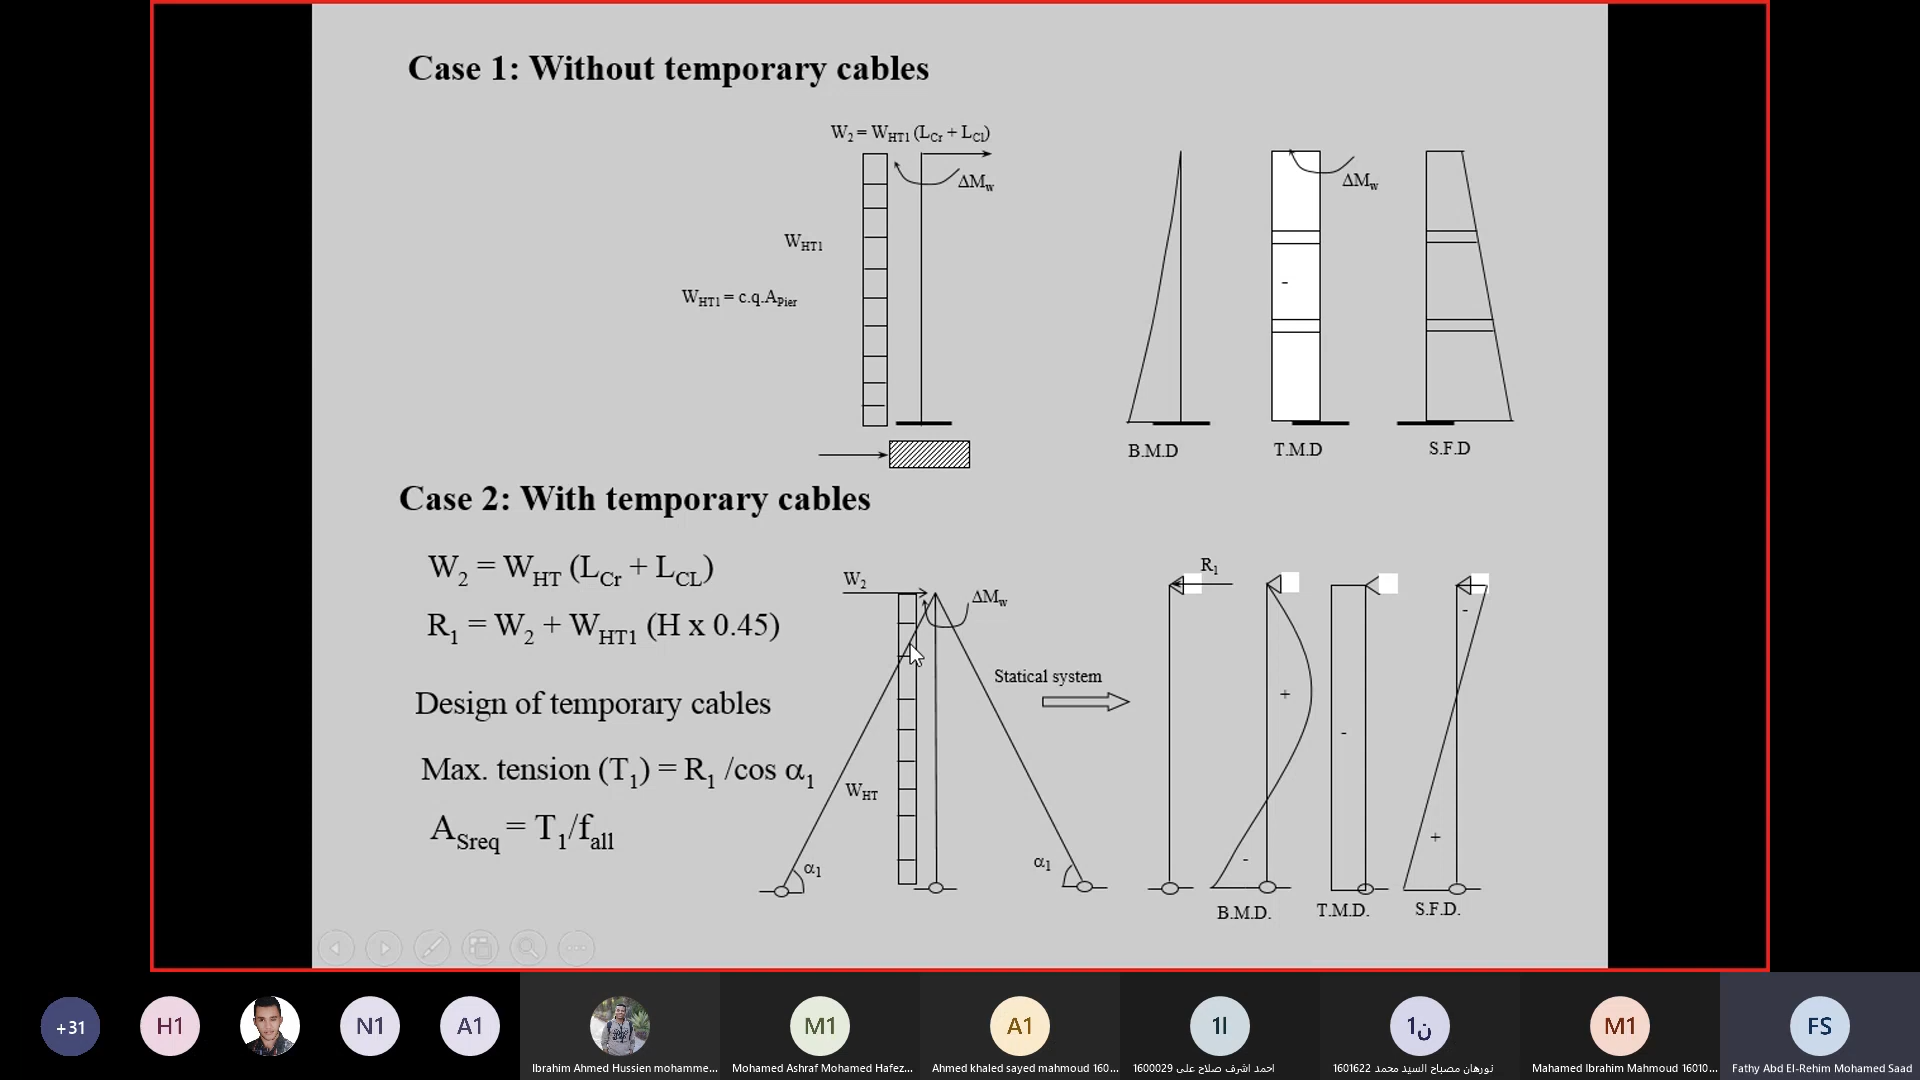 Case 1: Without temporary cables
W2 = WHT1 (LCr + LCl)
ΔMw
WHT1
WHT1 = c.q.APier
ΔMw
-
B.M.D
T.M.D
S.F.D
Case 2: With temporary cables
W2 = WHT (LCr + LCL)
R1 = W2 + WHT1 (H x 0.45)
Design of temporary cables
Max. tension (T1) = R1 /cos α1
ASreq = T1/fall
W2
ΔMw
WHT
α1
α1
Statical system
R1
+
-
-
-
+
B.M.D.
T.M.D.
S.F.D.
+31
H1
N1
A1
M1
A1
1ا
1ن
M1
FS
Ibrahim Ahmed Hussien mohamme...
Mohamed Ashraf Mohamed Hafez...
Ahmed khaled sayed mahmoud 160...
احمد اشرف صلاح على 1600029
نورهان مصباح السيد محمد 1601622
Mahamed Ibrahim Mahmoud 16010...
Fathy Abd El-Rehim Mohamed Saad